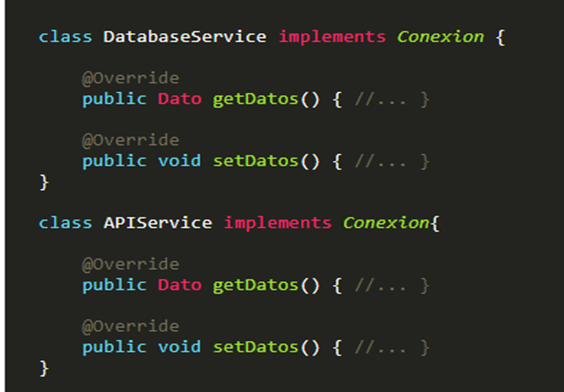 class DatabaseService implements Conexion {
@Override
public Dato getDatos() { //... }
@Override
public void setDatos() { //... }
}
class APIService implements Conexion{
@Override
public Dato getDatos() { //... }
@Override
public void setDatos() { //... }
}